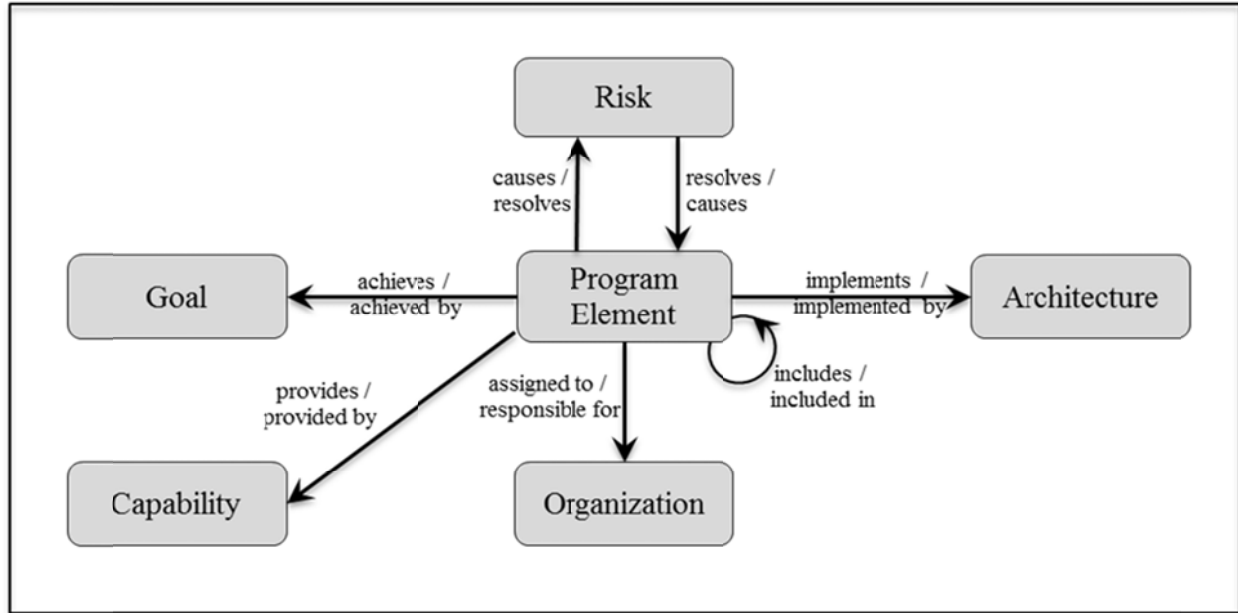 Risk
causes /
resolves
resolves /
causes
Goal
achieves /
achieved by
Program
Element
implements /
implemented by
Architecture
provides /
provided by
assigned to /
responsible for
includes /
included in
Capability
Organization